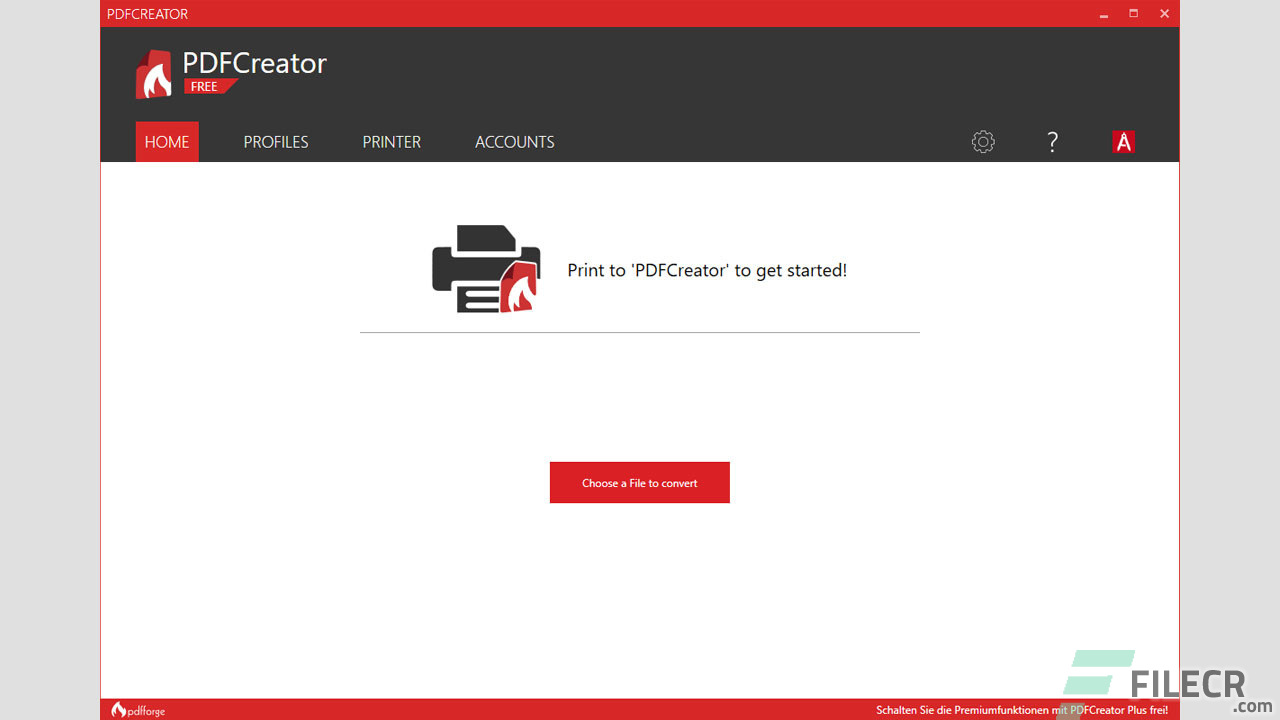 PDFCREATOR
PDFCreator
FREE
HOME PROFILES PRINTER ACCOUNTS ?
Print to 'PDFCreator' to get started!
Choose a File to convert
pdfforge
Schalten Sie die Premiumfunktionen mit PDFCreator Plus frei!
FILECR
.com